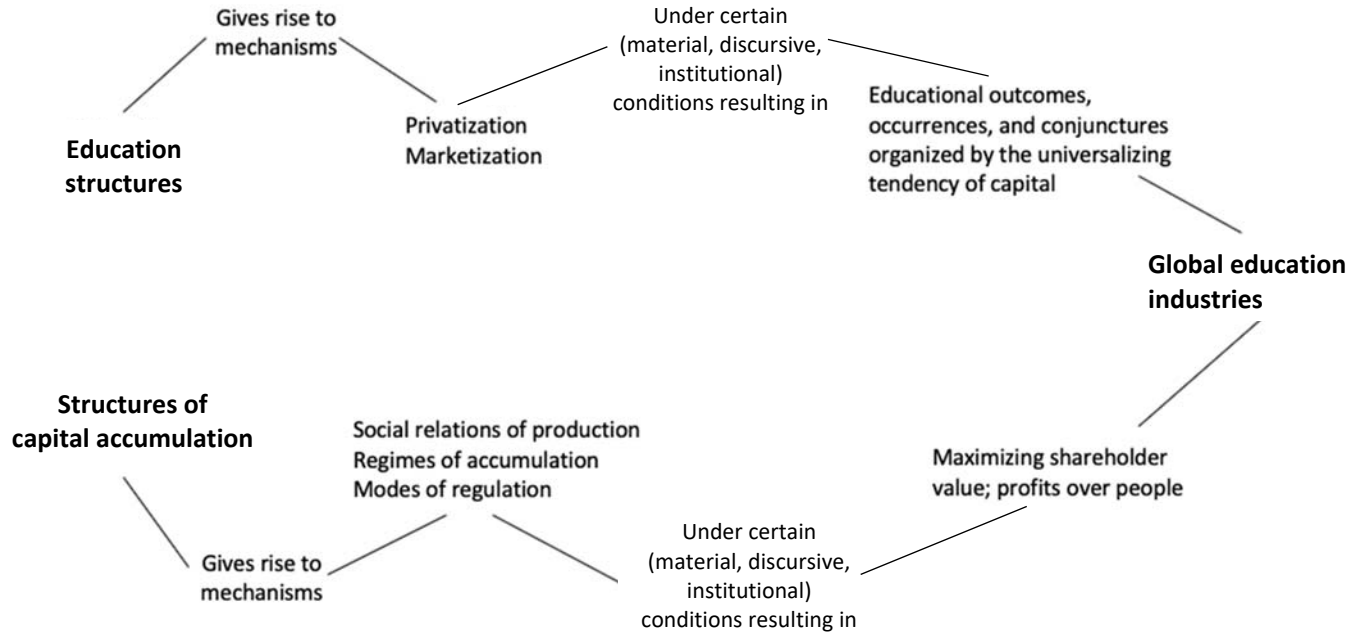 Gives rise to
mechanisms
Under certain
(material, discursive,
institutional)
conditions resulting in
Education
structures
Privatization
Marketization
Educational outcomes,
occurrences, and conjunctures
organized by the universalizing
tendency of capital
Global education
industries
Structures of
capital accumulation
Social relations of production
Regimes of accumulation
Modes of regulation
Maximizing shareholder
value; profits over people
Gives rise to
mechanisms
Under certain
(material, discursive,
institutional)
conditions resulting in